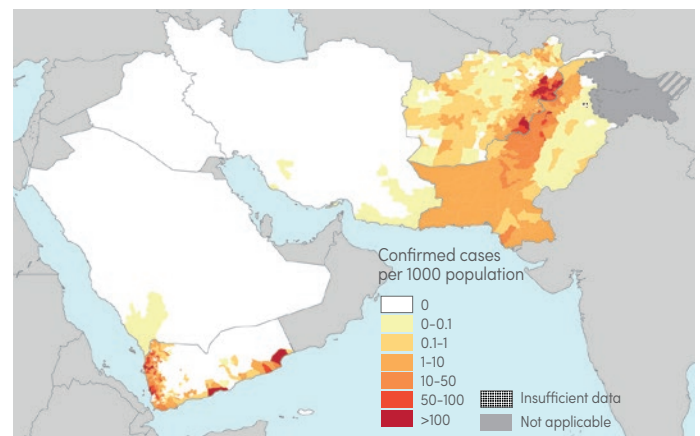 Confirmed cases
per 1000 population
0
0–0.1
0.1–1
1–10
10–50
50–100
>100
Insufficient data
Not applicable